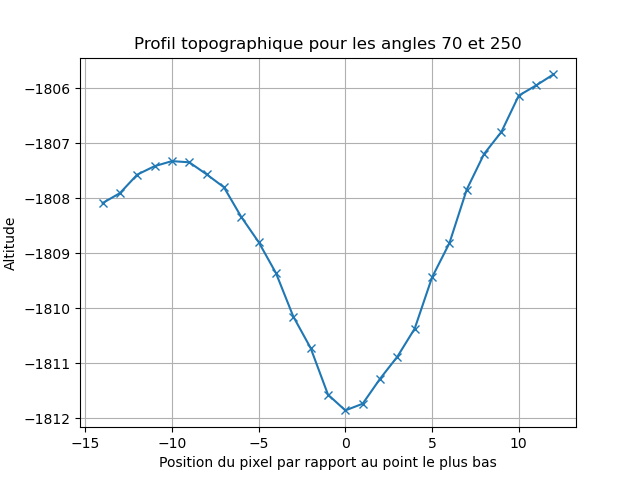 Profil topographique pour les angles 70 et 250
−1806
−1807
−1808
−1809
−1810
−1811
−1812
Altitude
−15 −10 −5 0 5 10
Position du pixel par rapport au point le plus bas